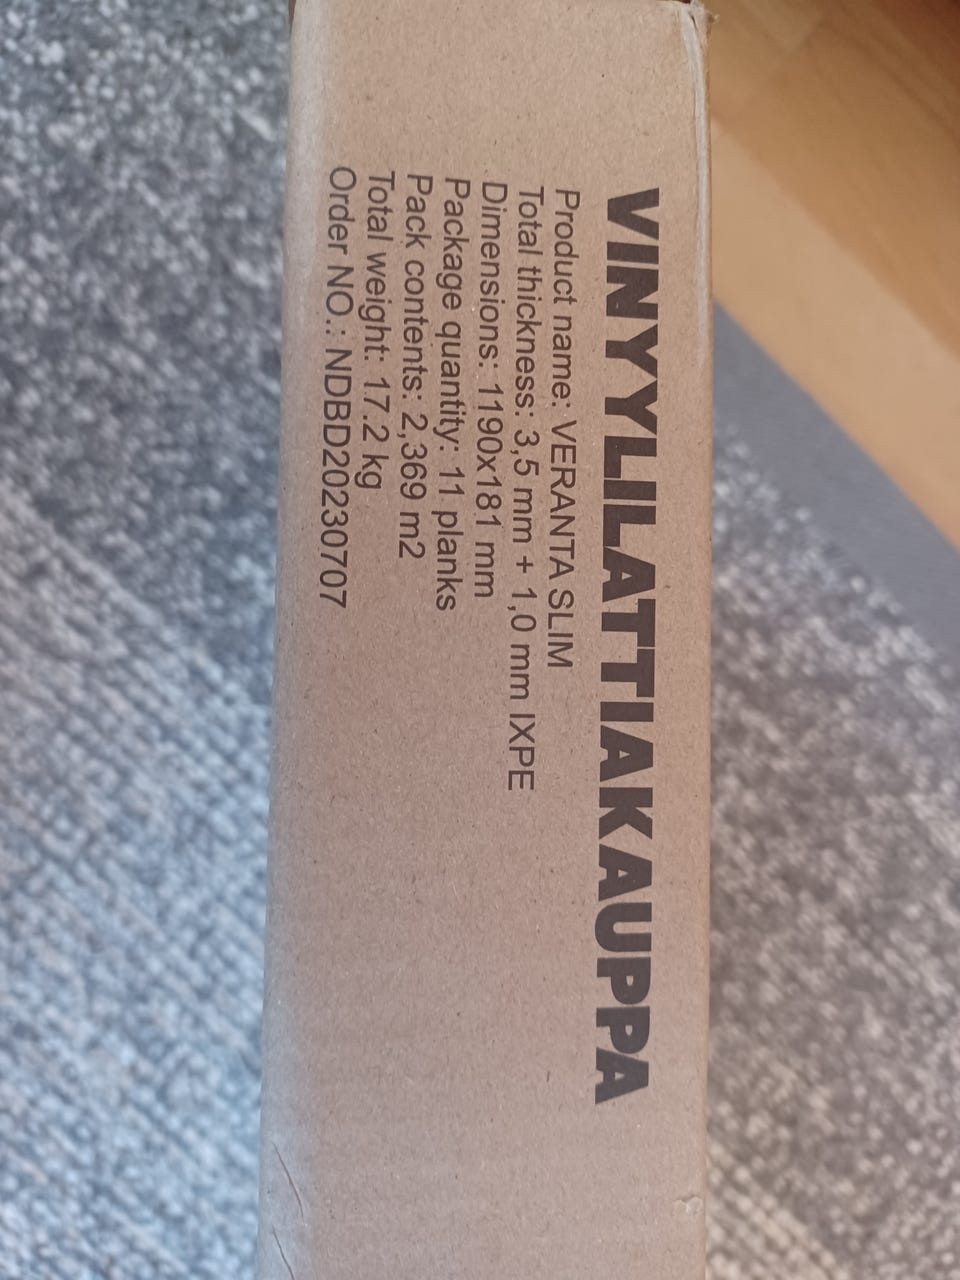 VINYYLILATTIAKAUPPA
Product name: VERANTA SLIM
Total thickness: 3,5 mm + 1,0 mm IXPE
Dimensions: 1190x181 mm
Package quantity: 11 planks
Pack contents: 2,369 m2
Total weight: 17.2 kg
Order NO.: NDBD20230707